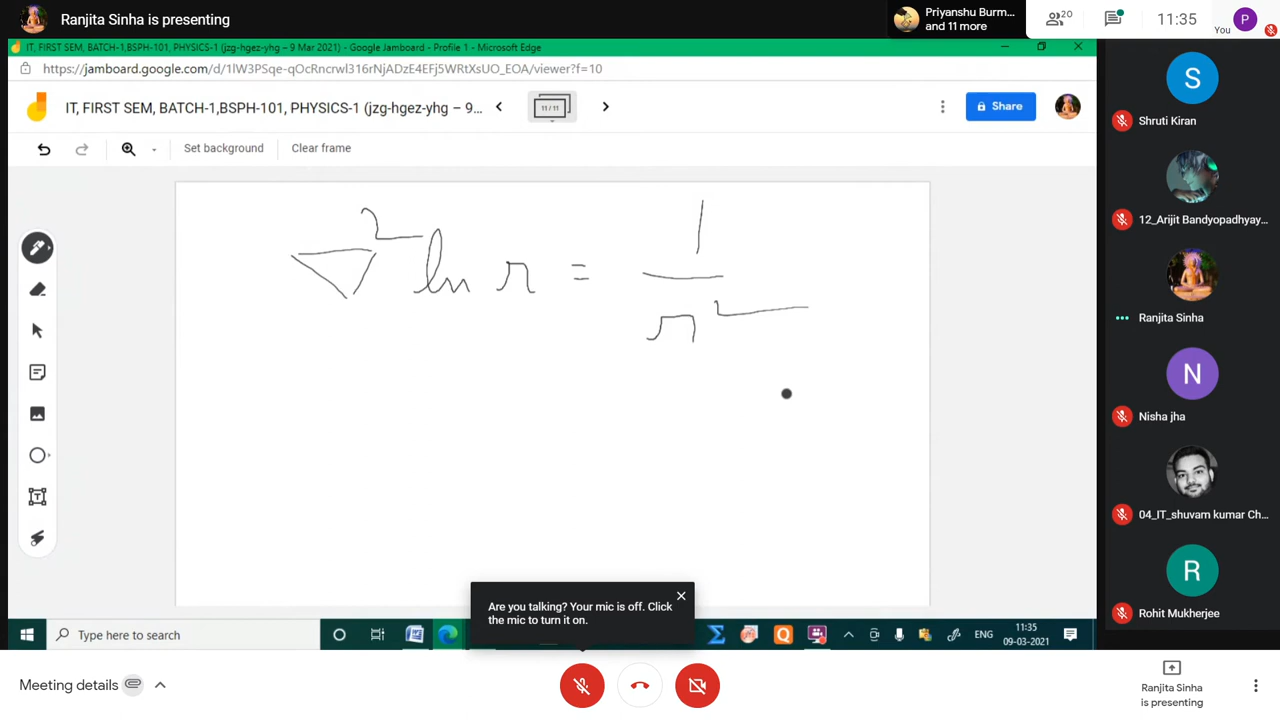 Ranjita Sinha is presenting
Priyanshu Burm...
and 11 more
20
11:35
You
P
IT, FIRST SEM, BATCH-1,BSPH-101, PHYSICS-1 (jzg-hgez-yhg – 9 Mar 2021) - Google Jamboard - Profile 1 - Microsoft Edge
https://jamboard.google.com/d/1lW3PSqe-qOcRncrwl316rNjADzE4EFj5WRtXsUO_EOA/viewer?f=10
IT, FIRST SEM, BATCH-1,BSPH-101, PHYSICS-1 (jzg-hgez-yhg – 9...
11/11
Share
Set background
Clear frame
∇² ln r = 1/r²
S
Shruti Kiran
12_Arijit Bandyopadhyay...
Ranjita Sinha
N
Nisha jha
04_IT_shuvam kumar Ch...
R
Rohit Mukherjee
Are you talking? Your mic is off. Click
the mic to turn it on.
Type here to search
ENG
11:35
09-03-2021
Meeting details
Ranjita Sinha
is presenting